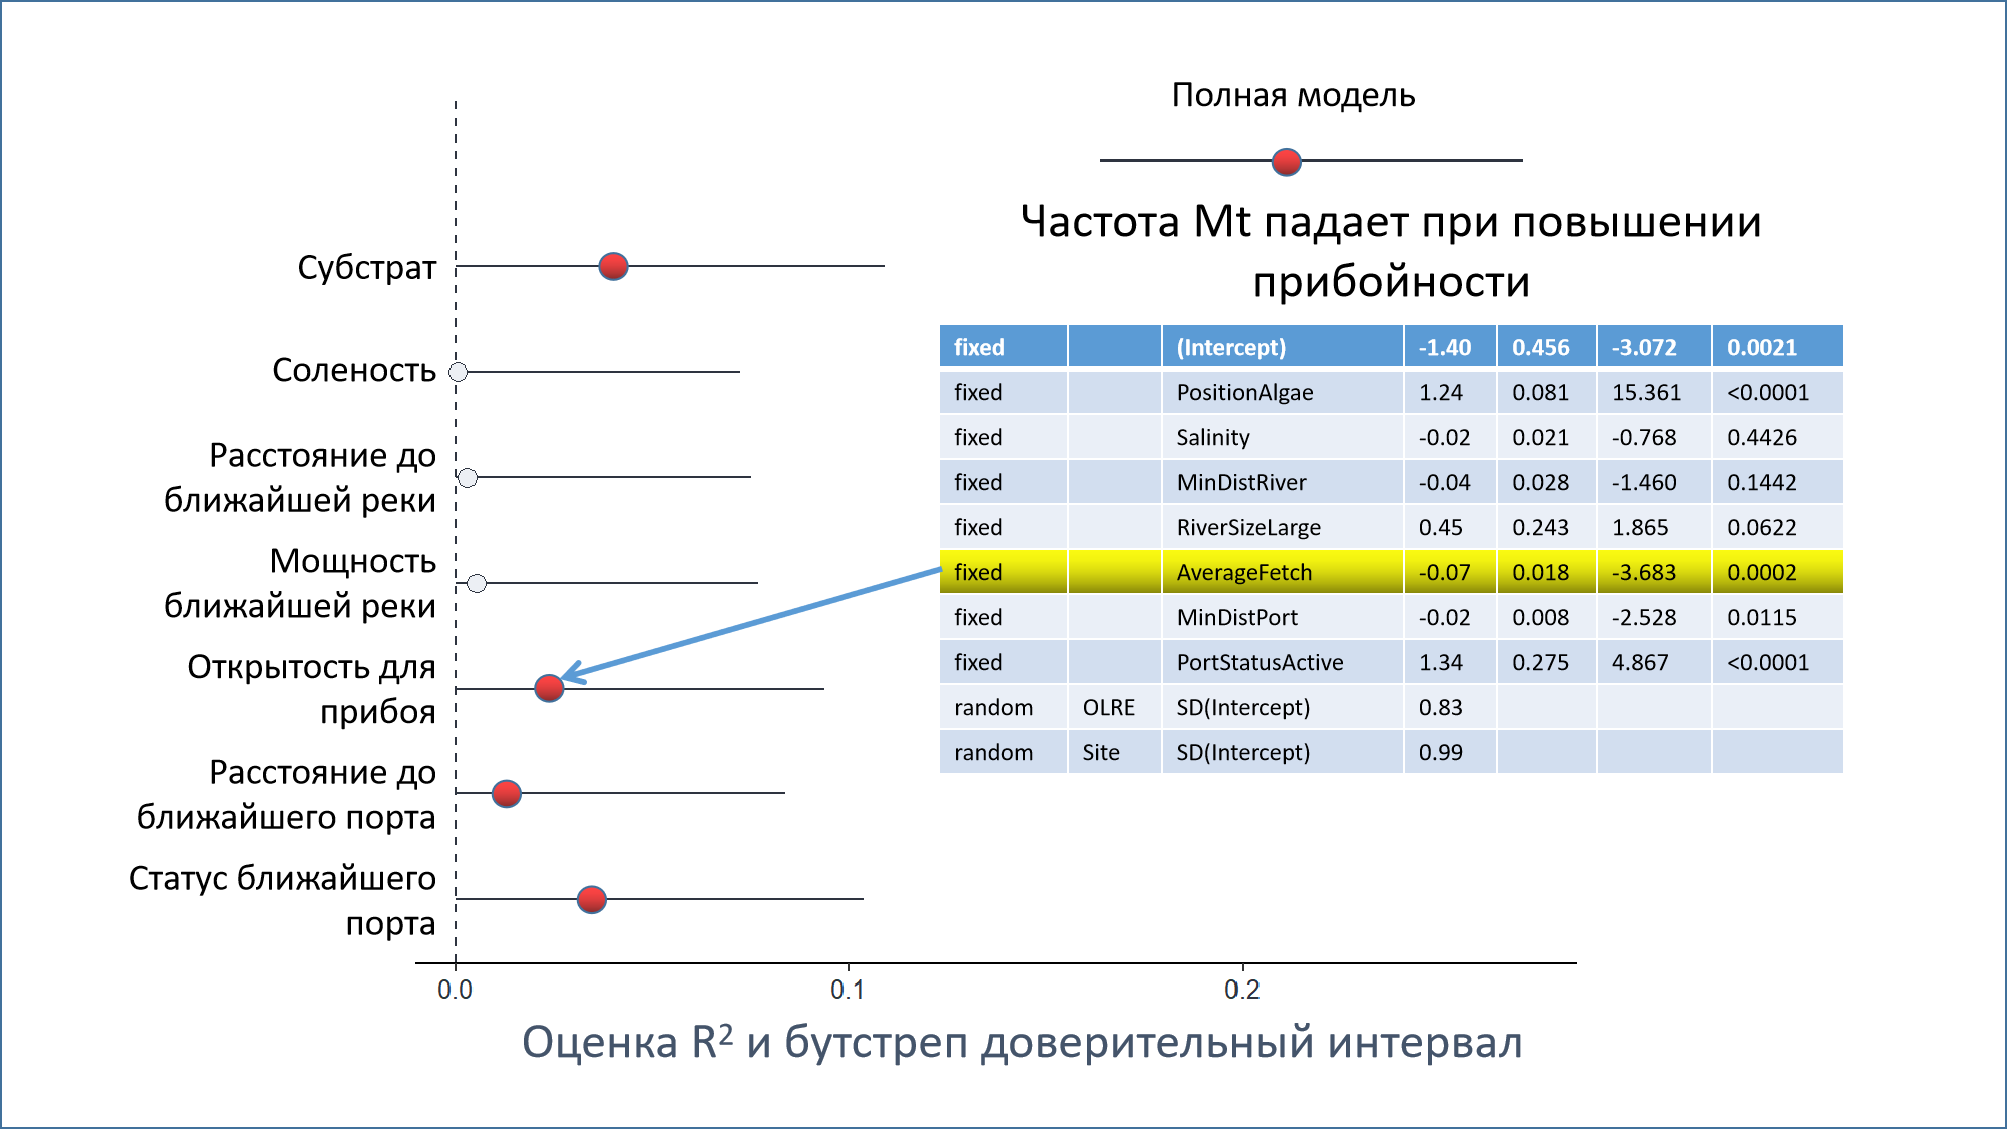 Полная модель
Частота Mt падает при повышении
прибойности
Субстрат
Соленость
Расстояние до
ближайшей реки
Мощность
ближайшей реки
Открытость для
прибоя
Расстояние до
ближайшего порта
Статус ближайшего
порта
fixed (Intercept) -1.40 0.456 -3.072 0.0021
fixed PositionAlgae 1.24 0.081 15.361 <0.0001
fixed Salinity -0.02 0.021 -0.768 0.4426
fixed MinDistRiver -0.04 0.028 -1.460 0.1442
fixed RiverSizeLarge 0.45 0.243 1.865 0.0622
fixed AverageFetch -0.07 0.018 -3.683 0.0002
fixed MinDistPort -0.02 0.008 -2.528 0.0115
fixed PortStatusActive 1.34 0.275 4.867 <0.0001
random OLRE SD(Intercept) 0.83
random Site SD(Intercept) 0.99
0.0 0.1 0.2
Оценка R² и бутстреп доверительный интервал